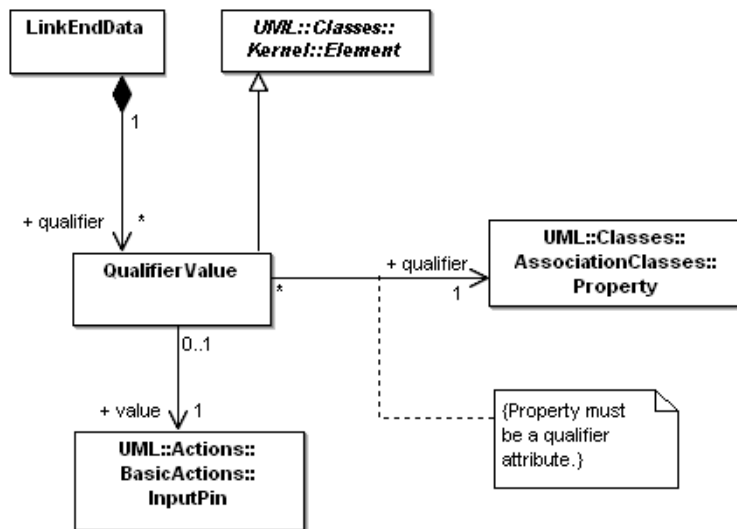 LinkEndData
UML::Classes::
Kernel::Element
1
+ qualifier
*
QualifierValue
+ qualifier
*
1
UML::Classes::
AssociationClasses::
Property
0..1
+ value
1
UML::Actions::
BasicActions::
InputPin
{Property must
be a qualifier
attribute.}